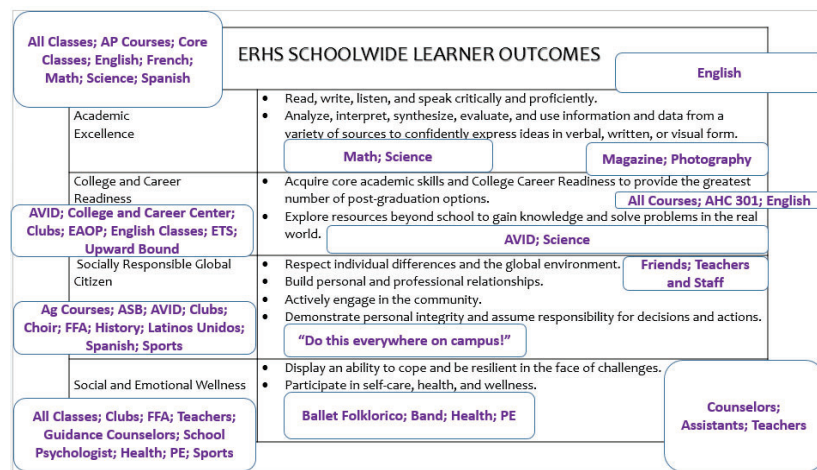 All Classes; AP Courses; Core
Classes; English; French;
Math; Science; Spanish
ERHS SCHOOLWIDE LEARNER OUTCOMES
English
Academic
Excellence
• Read, write, listen, and speak critically and proficiently.
• Analyze, interpret, synthesize, evaluate, and use information and data from a
variety of sources to confidently express ideas in verbal, written, or visual form.
Math; Science
Magazine; Photography
College and Career
Readiness
• Acquire core academic skills and College Career Readiness to provide the greatest
number of post-graduation options.
All Courses; AHC 301; English
• Explore resources beyond school to gain knowledge and solve problems in the real
world.
AVID; Science
AVID; College and Career Center;
Clubs; EAOP; English Classes; ETS;
Upward Bound
Socially Responsible Global
Citizen
• Respect individual differences and the global environment.
• Build personal and professional relationships.
• Actively engage in the community.
• Demonstrate personal integrity and assume responsibility for decisions and actions.
Friends; Teachers
and Staff
Ag Courses; ASB; AVID; Clubs;
Choir; FFA; History; Latinos Unidos;
Spanish; Sports
“Do this everywhere on campus!”
Social and Emotional Wellness
• Display an ability to cope and be resilient in the face of challenges.
• Participate in self-care, health, and wellness.
All Classes; Clubs; FFA; Teachers;
Guidance Counselors; School
Psychologist; Health; PE; Sports
Ballet Folklorico; Band; Health; PE
Counselors;
Assistants; Teachers